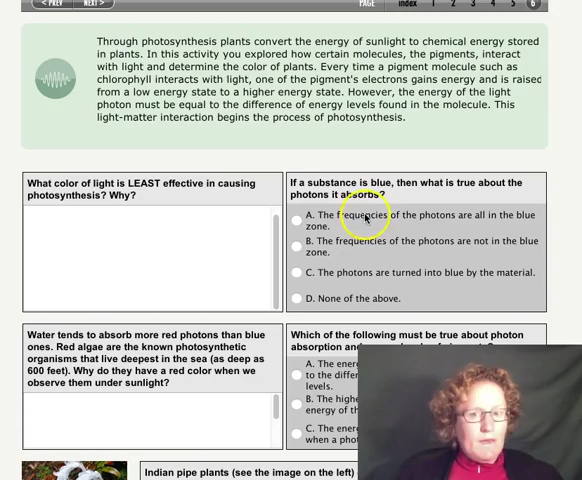 < PREV
NEXT >
PAGE index 1 2 3 4 5 6
Through photosynthesis plants convert the energy of sunlight to chemical energy stored
in plants. In this activity you explored how certain molecules, the pigments, interact
with light and determine the color of plants. Every time a pigment molecule such as
chlorophyll interacts with light, one of the pigment's electrons gains energy and is raised
from a low energy state to a higher energy state. However, the energy of the light
photon must be equal to the difference of energy levels found in the molecule. This
light-matter interaction begins the process of photosynthesis.
What color of light is LEAST effective in causing
photosynthesis? Why?
If a substance is blue, then what is true about the
photons it absorbs?
A. The frequencies of the photons are all in the blue
zone.
B. The frequencies of the photons are not in the blue
zone.
C. The photons are turned into blue by the material.
D. None of the above.
Water tends to absorb more red photons than blue
ones. Red algae are the known photosynthetic
organisms that live deepest in the sea (as deep as
600 feet). Why do they have a red color when we
observe them under sunlight?
Which of the following must be true about photon
absorption
A. The ener
to the differ
levels.
B. The highe
energy of th
C. The energ
when a phot
Indian pipe plants (see the image on the left)